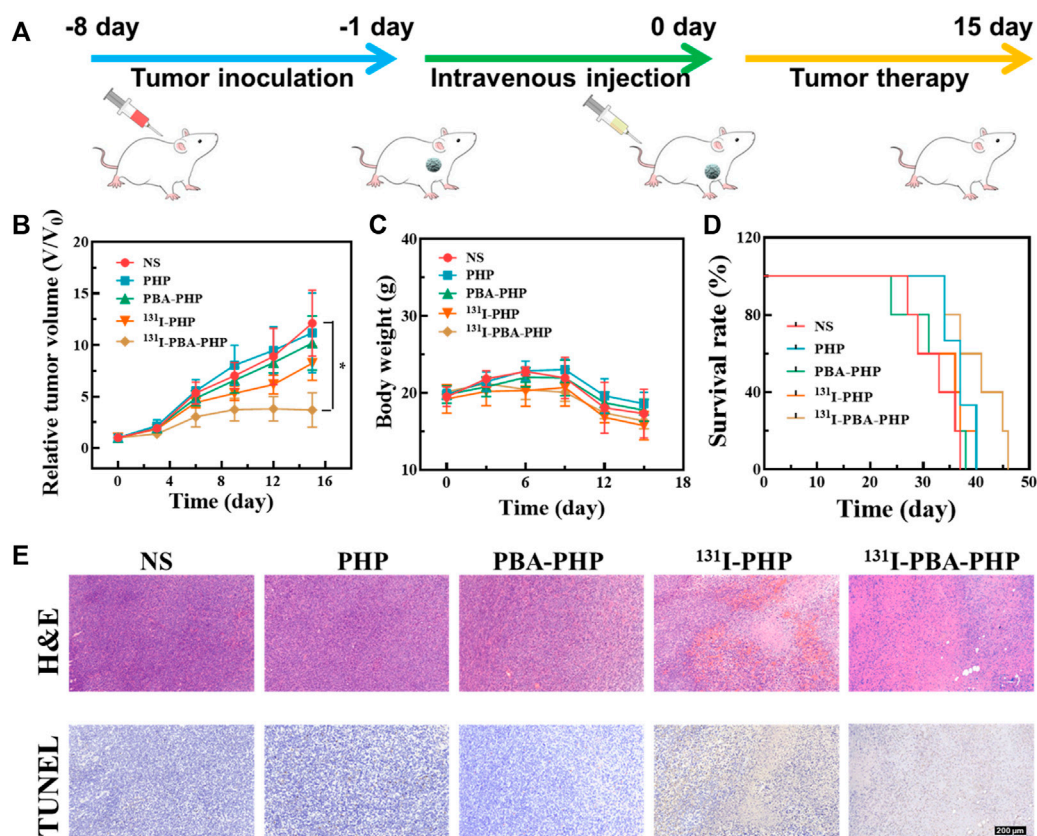 A
-8 day -1 day 0 day 15 day
Tumor inoculation Intravenous injection Tumor therapy
B
Relative tumor volume (V/V₀)
20
15
10
5
0
NS
PHP
PBA-PHP
¹³¹I-PHP
¹³¹I-PBA-PHP
*
0 4 8 12 16
Time (day)
C
Body weight (g)
40
30
20
10
NS
PHP
PBA-PHP
¹³¹I-PHP
¹³¹I-PBA-PHP
0 6 12 18
Time (day)
D
Survival rate (%)
120
80
40
0
NS
PHP
PBA-PHP
¹³¹I-PHP
¹³¹I-PBA-PHP
0 10 20 30 40 50
Time (day)
E
NS PHP PBA-PHP ¹³¹I-PHP ¹³¹I-PBA-PHP
H&E
TUNEL
200 μm